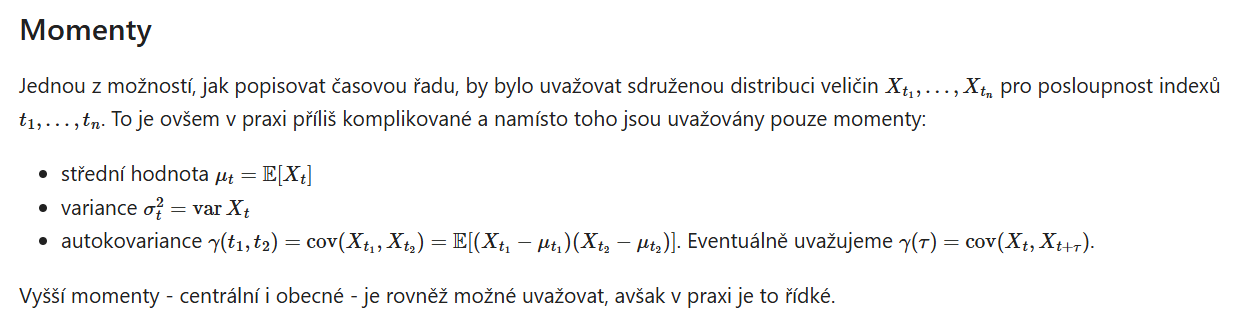 Momenty
Jednou z možností, jak popisovat časovou řadu, by bylo uvažovat sdruženou distribuci veličin $X_{t_1}, \ldots, X_{t_n}$ pro posloupnost indexů
$t_1, \ldots, t_n$. To je ovšem v praxi příliš komplikované a namísto toho jsou uvažovány pouze momenty:
• střední hodnota $\mu_t = \mathbb{E}[X_t]$
• variance $\sigma_t^2 = \operatorname{var} X_t$
• autokovariance $\gamma(t_1, t_2) = \operatorname{cov}(X_{t_1}, X_{t_2}) = \mathbb{E}[(X_{t_1} - \mu_{t_1})(X_{t_2} - \mu_{t_2})]$. Eventuálně uvažujeme $\gamma(\tau) = \operatorname{cov}(X_t, X_{t+\tau})$.
Vyšší momenty - centrální i obecné - je rovněž možné uvažovat, avšak v praxi je to řídké.